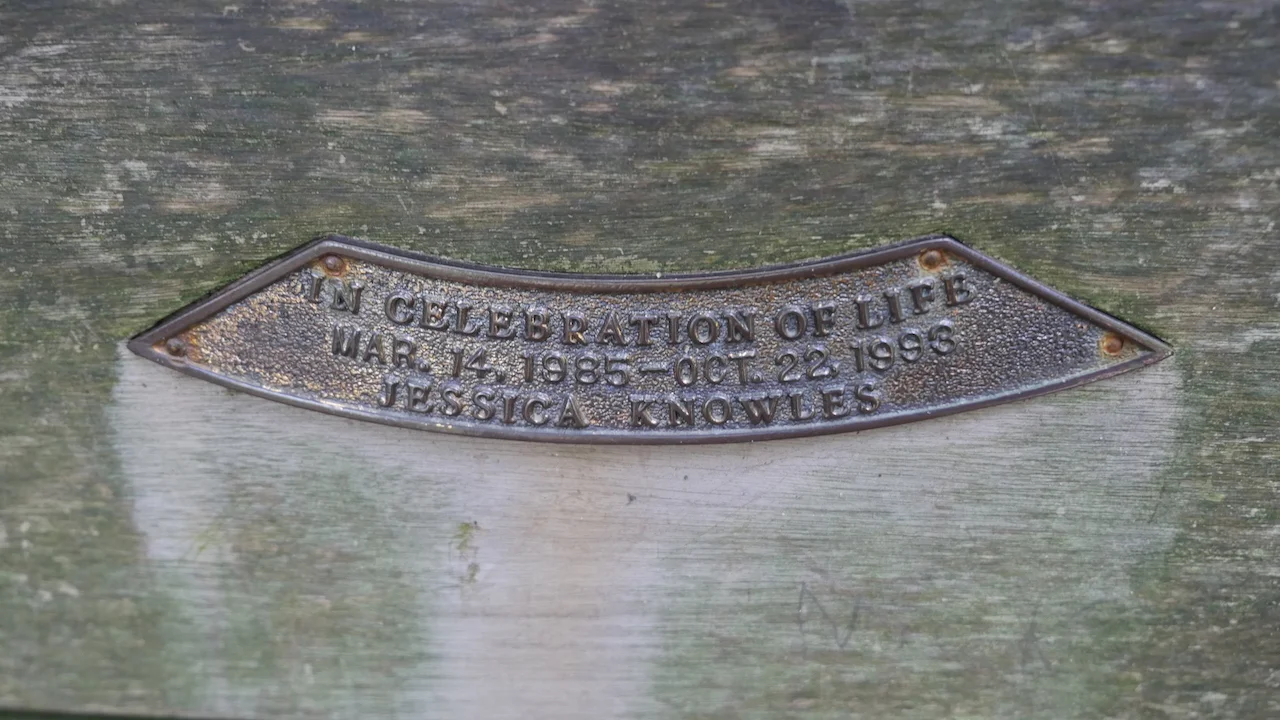 IN CELEBRATION OF LIFE
MAR. 14, 1985-OCT. 22, 1993
JESSICA KNOWLES